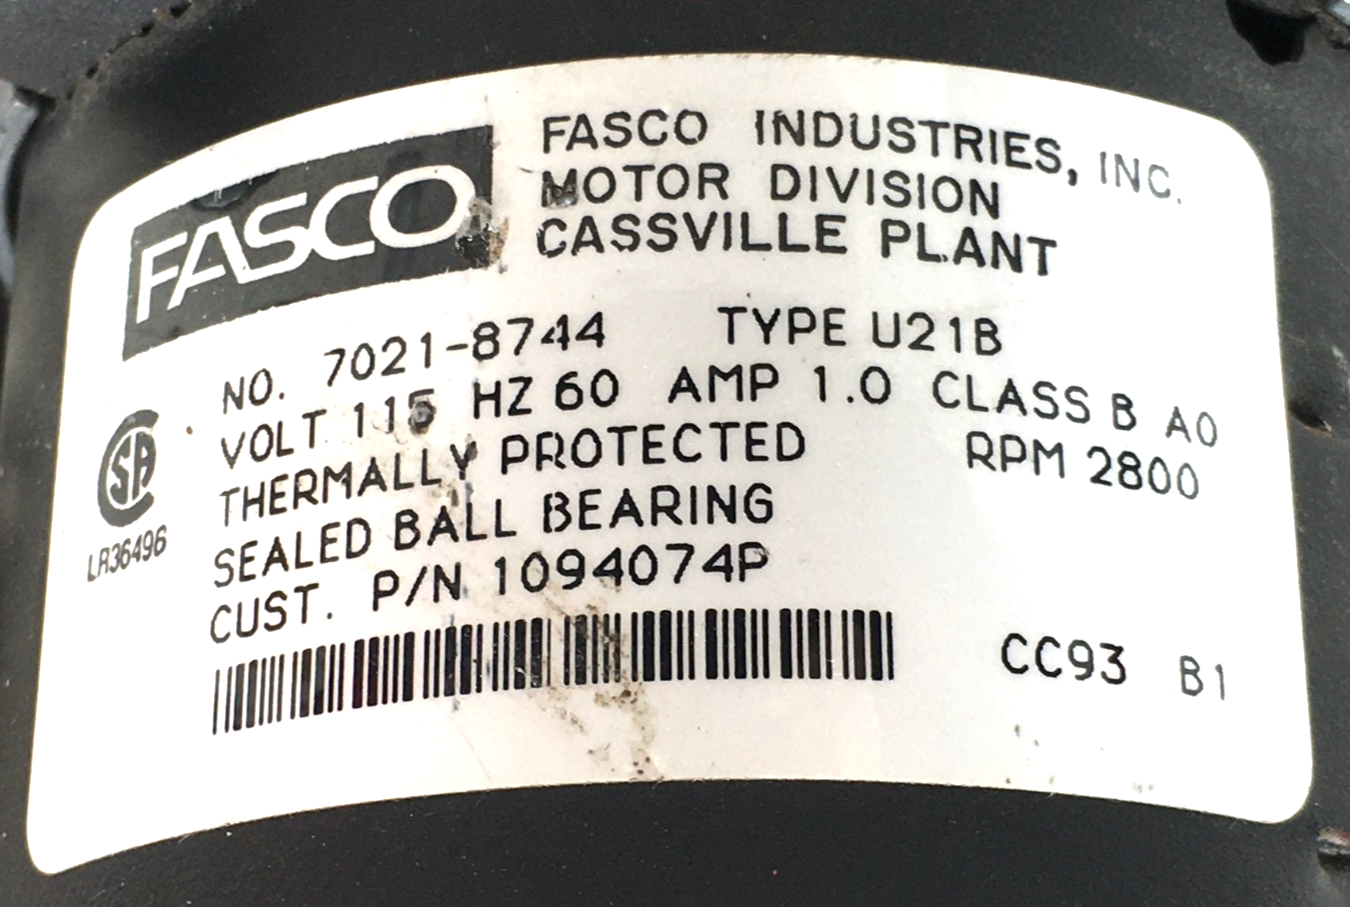 FASCO
FASCO INDUSTRIES, INC.
MOTOR DIVISION
CASSVILLE PLANT
NO. 7021-8744 TYPE U21B
VOLT 115 HZ 60 AMP 1.0 CLASS B AO
THERMALLY PROTECTED RPM 2800
SEALED BALL BEARING
CUST. P/N 1094074P
SA
LR36496
CC93 B1